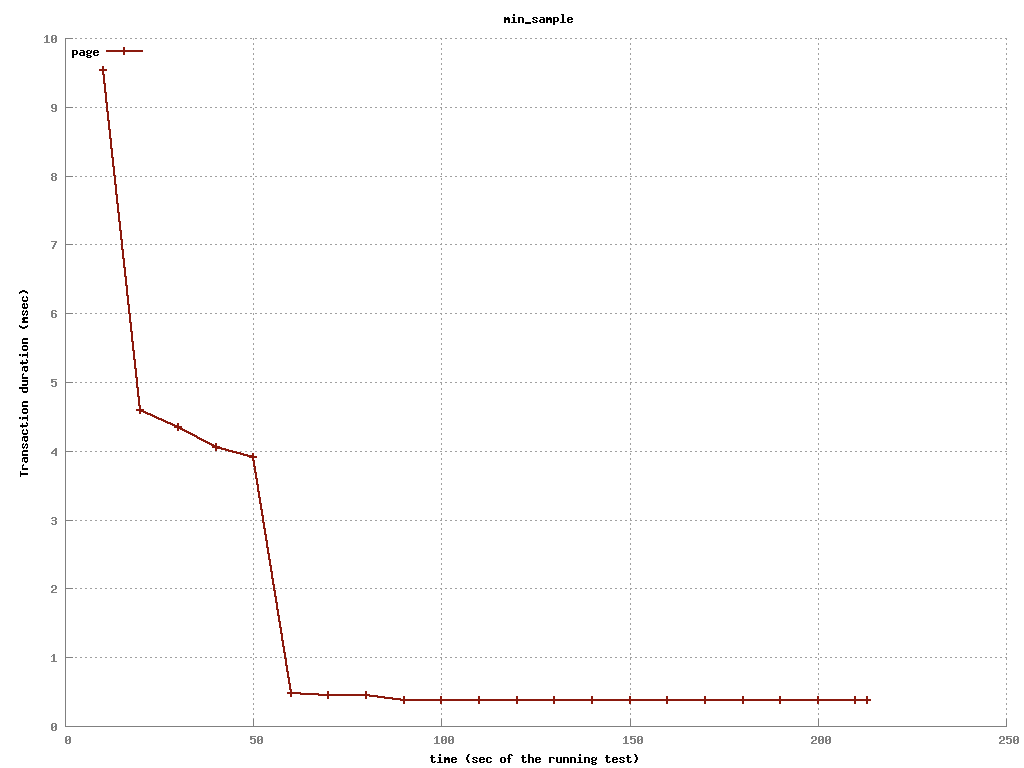 min_sample
page
10
9
8
7
6
5
4
3
2
1
0
Transaction duration (msec)
0 50 100 150 200 250
time (sec of the running test)